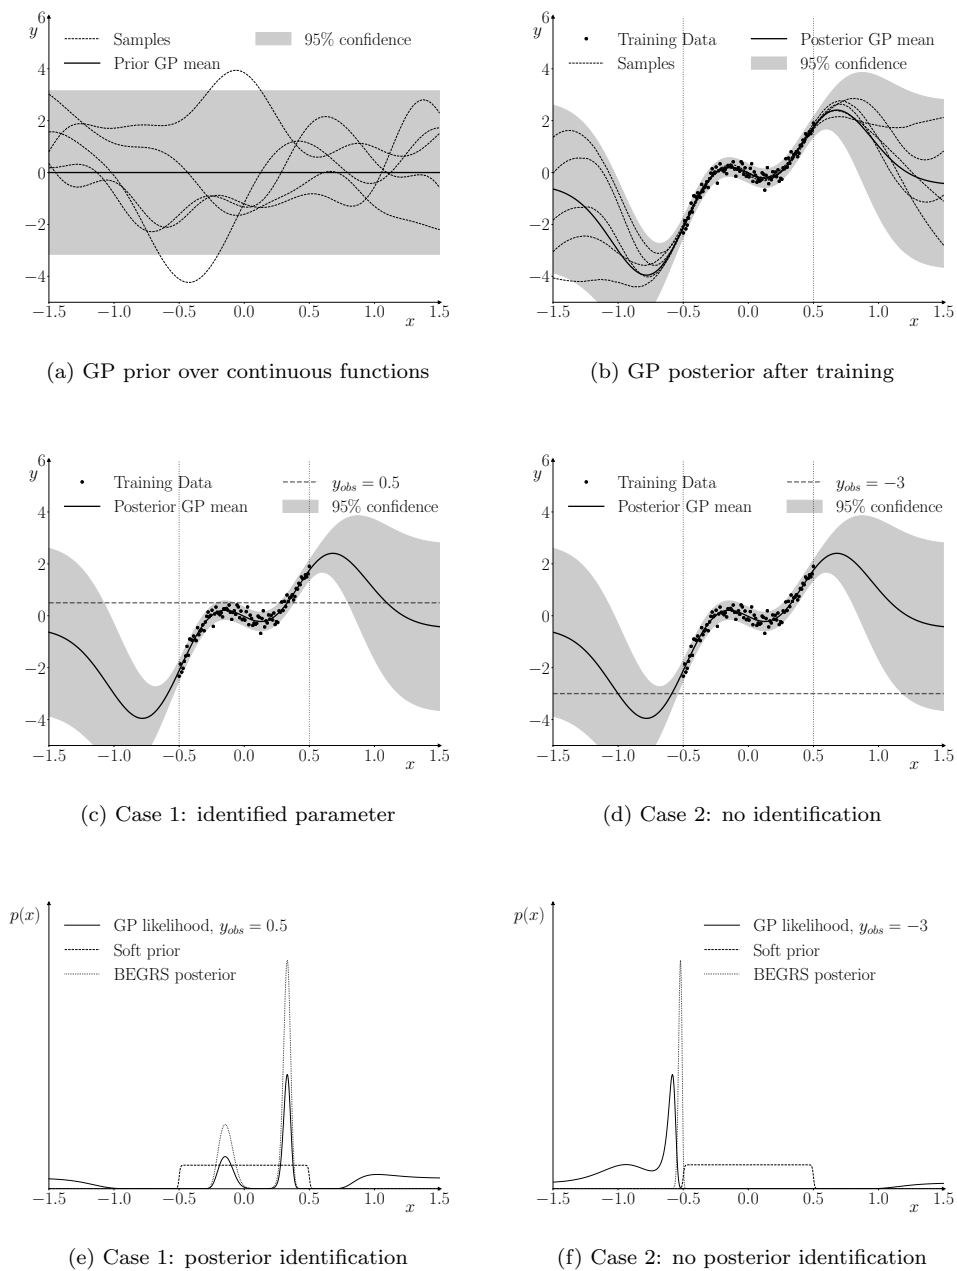 6
y
Samples
95% confidence
Prior GP mean
4
2
0
−2
−4
−1.5 −1.0 −0.5 0.0 0.5 1.0 1.5
x
(a) GP prior over continuous functions
6
y
Training Data
Posterior GP mean
Samples
95% confidence
4
2
0
−2
−4
−1.5 −1.0 −0.5 0.0 0.5 1.0 1.5
x
(b) GP posterior after training
6
y
Training Data
y_obs = 0.5
Posterior GP mean
95% confidence
4
2
0
−2
−4
−1.5 −1.0 −0.5 0.0 0.5 1.0 1.5
x
(c) Case 1: identified parameter
6
y
Training Data
y_obs = −3
Posterior GP mean
95% confidence
4
2
0
−2
−4
−1.5 −1.0 −0.5 0.0 0.5 1.0 1.5
x
(d) Case 2: no identification
p(x)
GP likelihood, y_obs = 0.5
Soft prior
BEGRS posterior
−1.5 −1.0 −0.5 0.0 0.5 1.0 1.5
x
(e) Case 1: posterior identification
p(x)
GP likelihood, y_obs = −3
Soft prior
BEGRS posterior
−1.5 −1.0 −0.5 0.0 0.5 1.0 1.5
x
(f) Case 2: no posterior identification